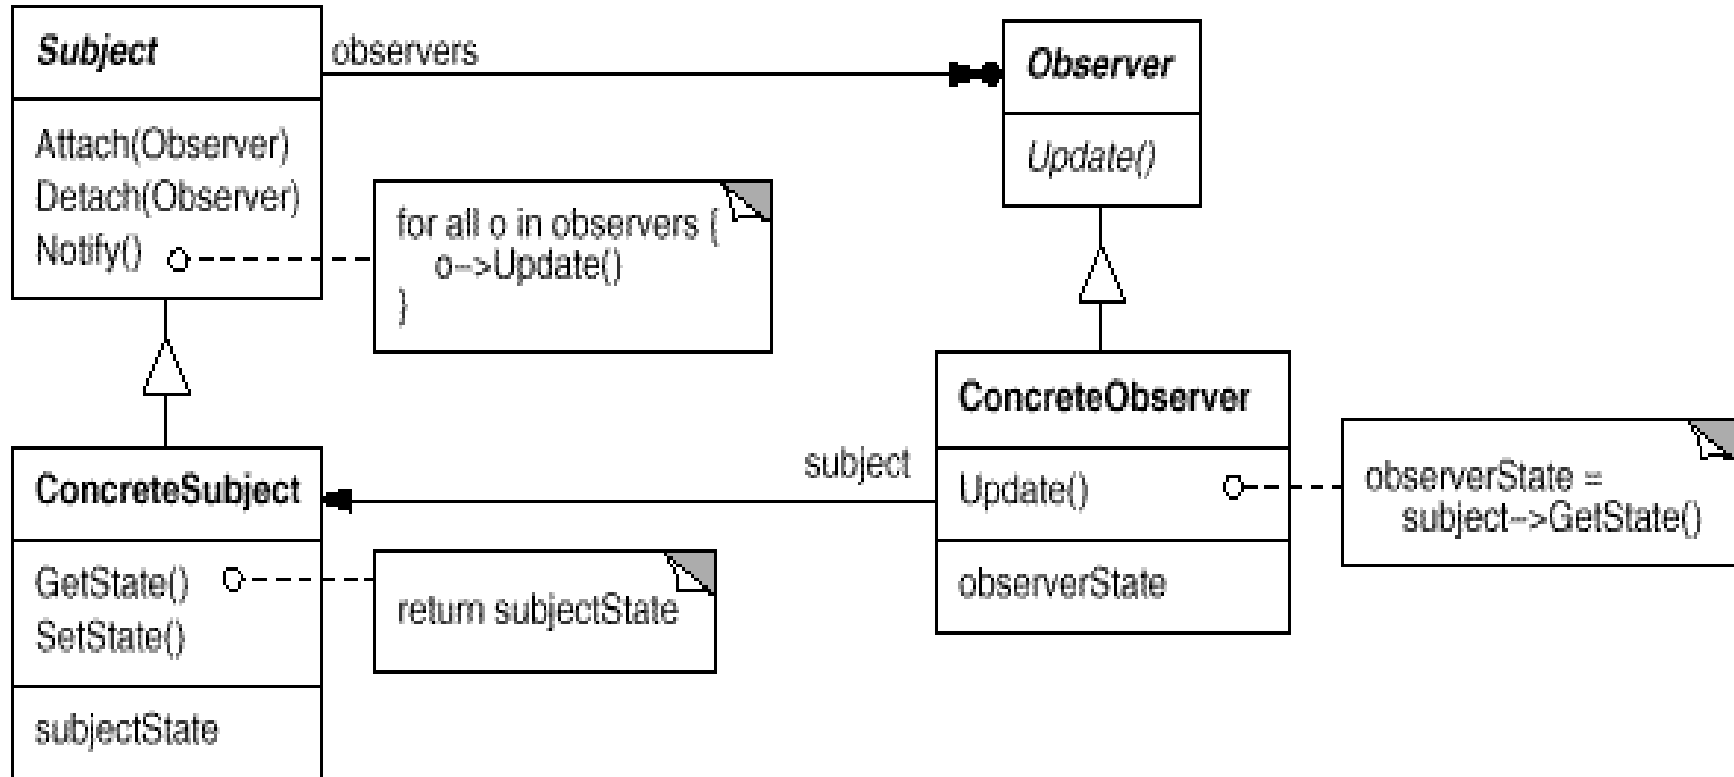 Subject
observers
Observer
Attach(Observer)
Detach(Observer)
Notify()
for all o in observers {
o-->Update()
}
Update()
ConcreteObserver
Update()
observerState
subject
observerState =
subject-->GetState()
ConcreteSubject
GetState()
SetState()
return subjectState
subjectState